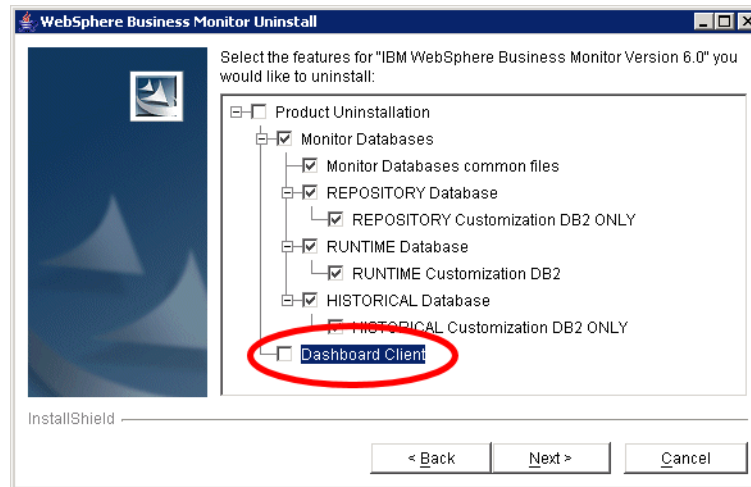 WebSphere Business Monitor Uninstall
Select the features for "IBM WebSphere Business Monitor Version 6.0" you
would like to uninstall:
Product Uninstallation
Monitor Databases
Monitor Databases common files
REPOSITORY Database
REPOSITORY Customization DB2 ONLY
RUNTIME Database
RUNTIME Customization DB2
HISTORICAL Database
HISTORICAL Customization DB2 ONLY
Dashboard Client
InstallShield
< Back Next > Cancel